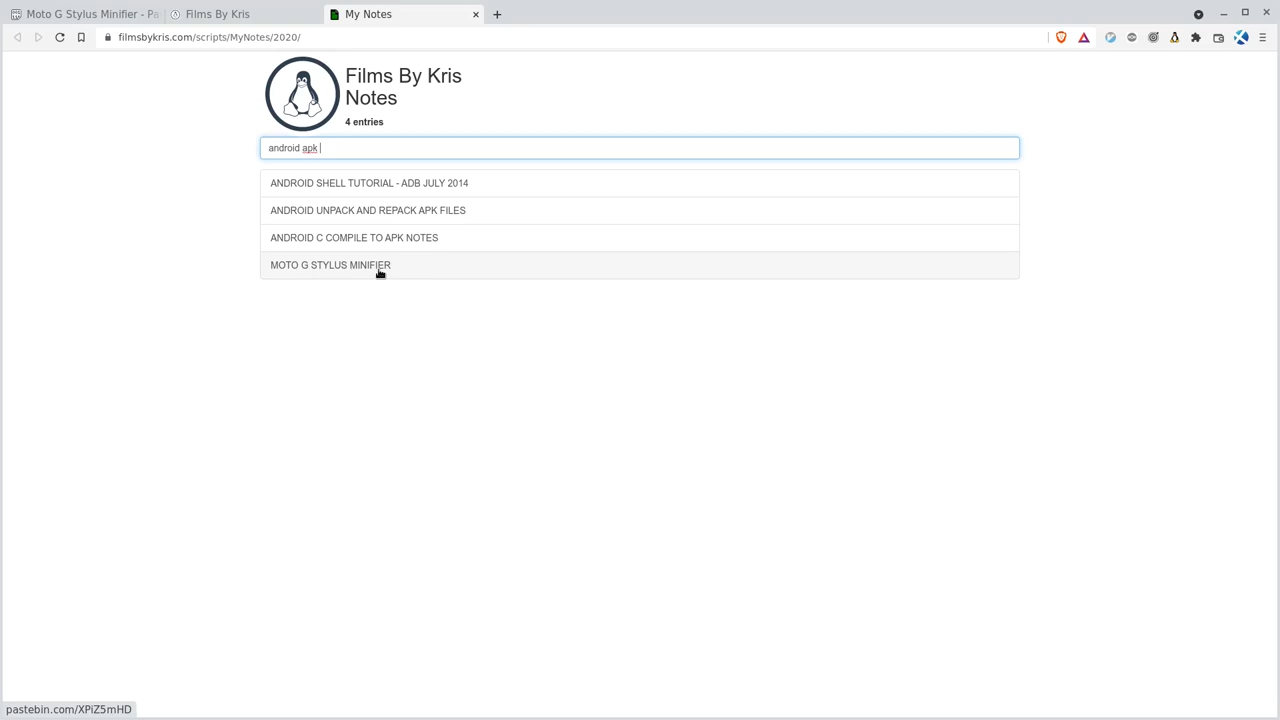 Moto G Stylus Minifier - Pa
Films By Kris
My Notes
filmsbykris.com/scripts/MyNotes/2020/
Films By Kris
Notes
4 entries
android apk
ANDROID SHELL TUTORIAL - ADB JULY 2014
ANDROID UNPACK AND REPACK APK FILES
ANDROID C COMPILE TO APK NOTES
MOTO G STYLUS MINIFIER
pastebin.com/XPiZ5mHD